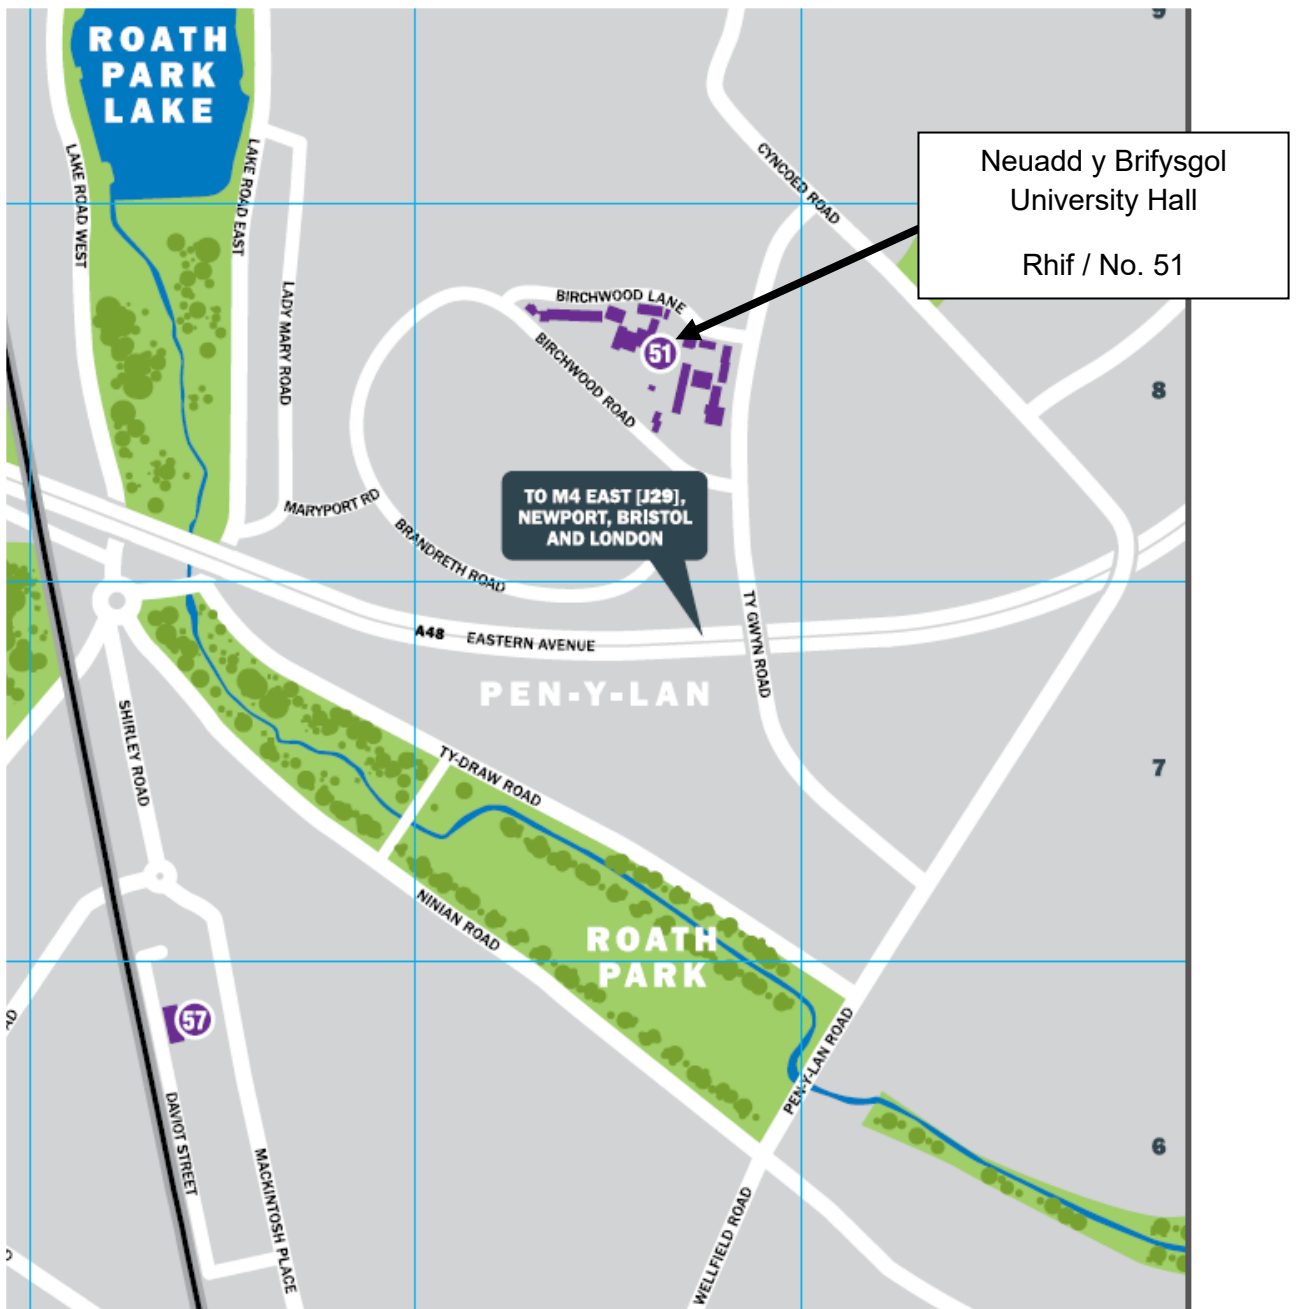 9
ROATH
PARK
LAKE
LAKE ROAD WEST
LAKE ROAD EAST
CYNCOED ROAD
Neuadd y Brifysgol
University Hall
Rhif / No. 51
LADY MARY ROAD
BIRCHWOOD LANE
51
BIRCHWOOD ROAD
8
TO M4 EAST [J29],
NEWPORT, BRISTOL
AND LONDON
MARYPORT RD
BRANDRETH ROAD
TY GWYN ROAD
A48 EASTERN AVENUE
PEN-Y-LAN
SHIRLEY ROAD
TY-DRAW ROAD
7
NINIAN ROAD
ROATH
PARK
57
PEN-Y-LAN ROAD
DAVIOT STREET
MACKINTOSH PLACE
6
WELLFIELD ROAD